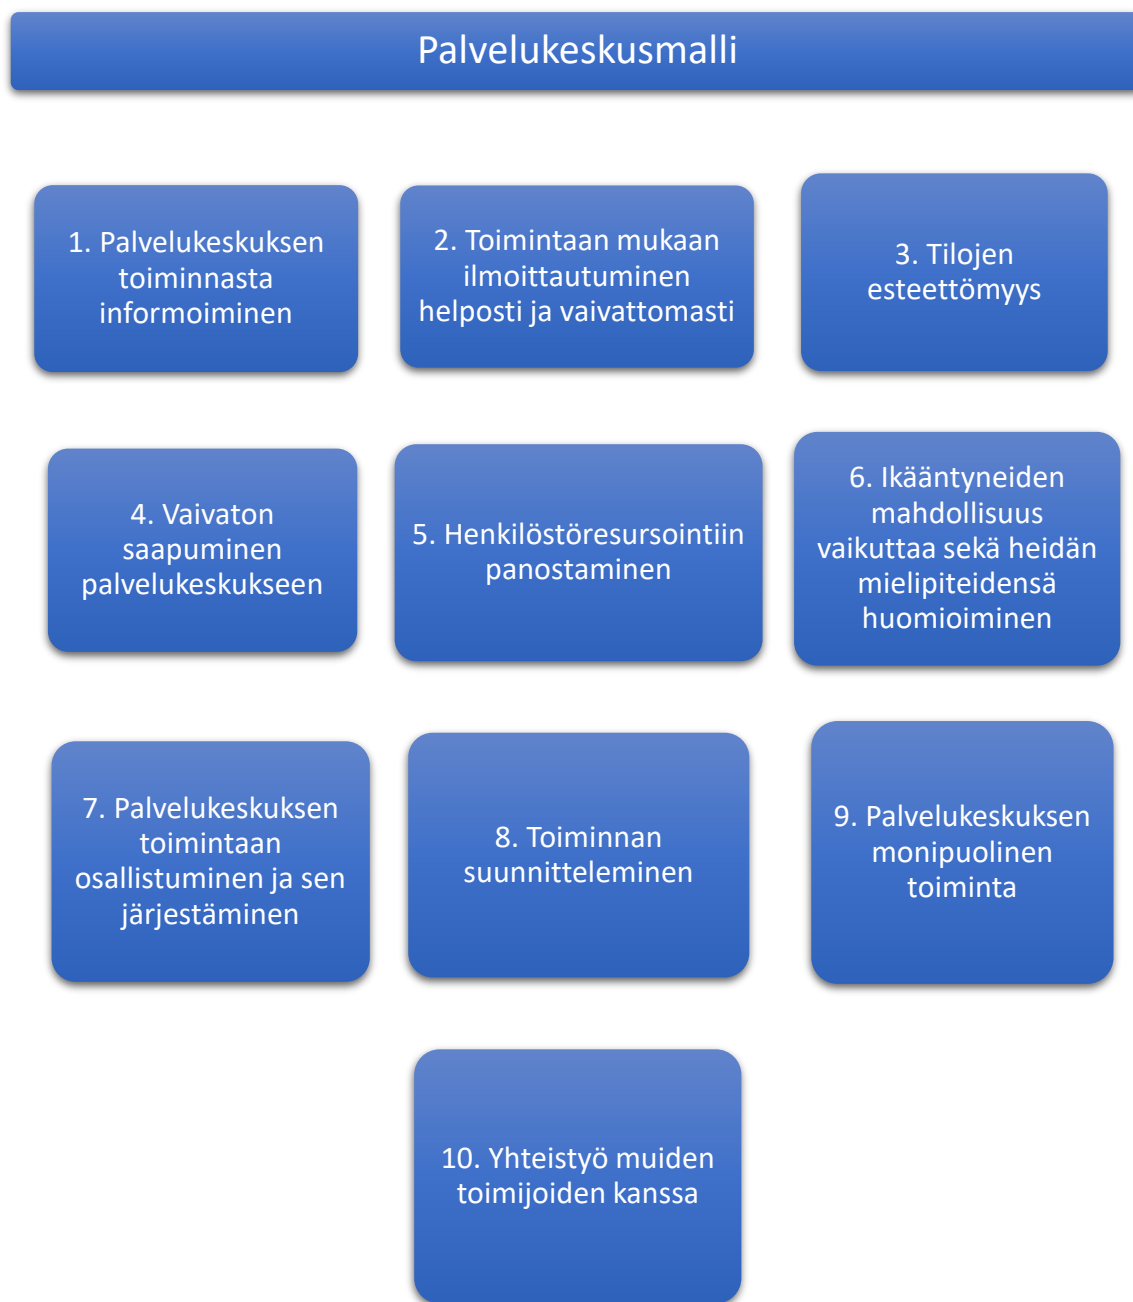 Palvelukeskusmalli
1. Palvelukeskuksen
toiminnasta
informoiminen
2. Toimintaan mukaan
ilmoittautuminen
helposti ja vaivattomasti
3. Tilojen
esteettömyys
4. Vaivaton
saapuminen
palvelukeskukseen
5. Henkilöstöresursointiin
panostaminen
6. Ikääntyneiden
mahdollisuus
vaikuttaa sekä heidän
mielipiteidensä
huomioiminen
7. Palvelukeskuksen
toimintaan
osallistuminen ja sen
järjestäminen
8. Toiminnan
suunnitteleminen
9. Palvelukeskuksen
monipuolinen
toiminta
10. Yhteistyö muiden
toimijoiden kanssa